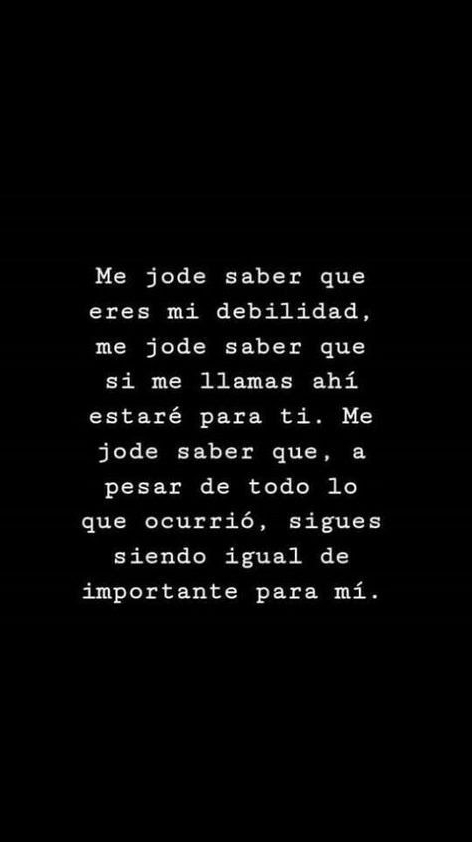 Me jode saber que
eres mi debilidad,
me jode saber que
si me llamas ahí
estaré para ti. Me
jode saber que, a
pesar de todo lo
que ocurrió, sigues
siendo igual de
importante para mí.